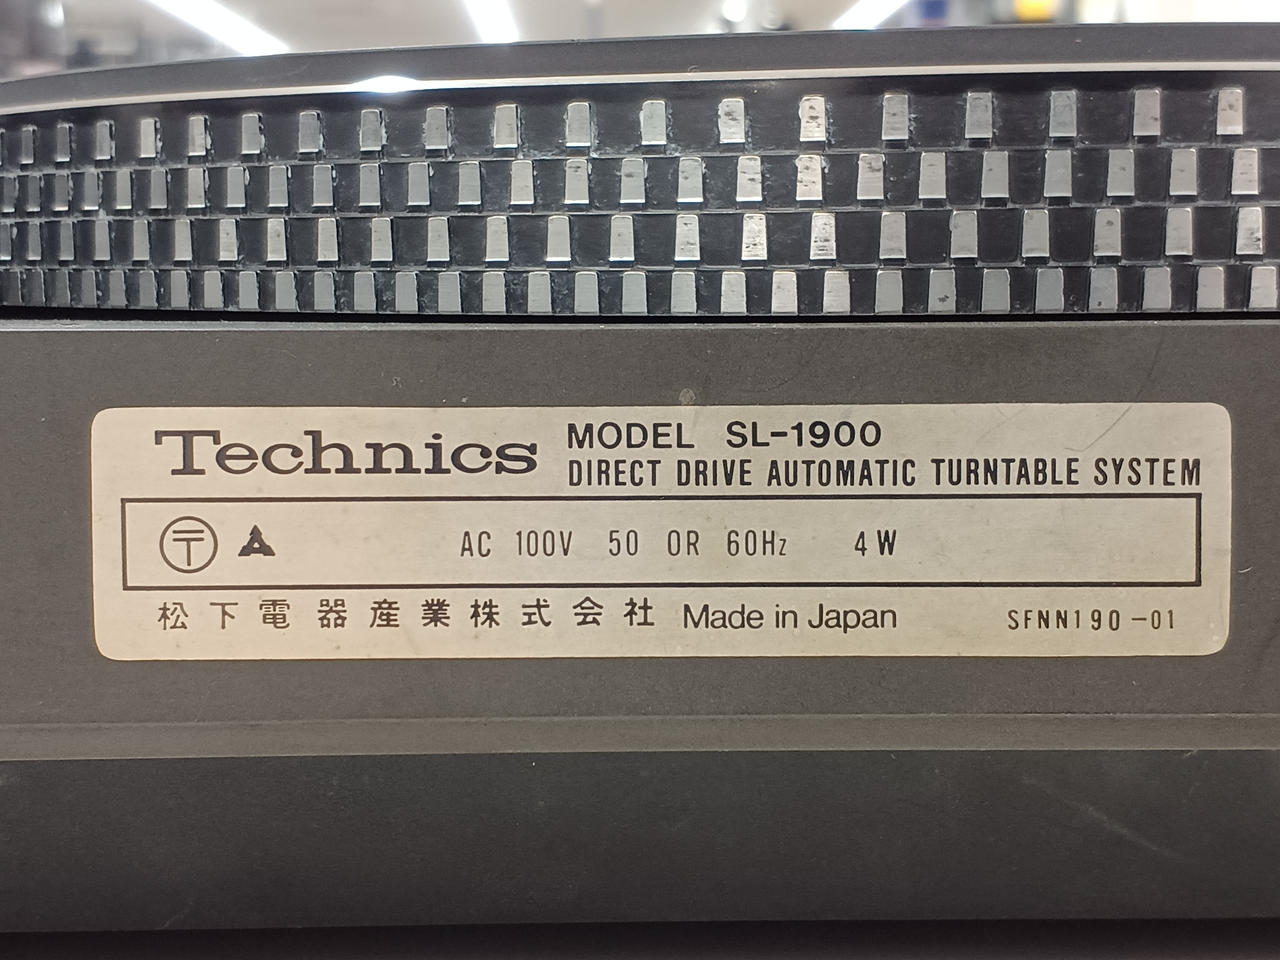 Technics MODEL SL-1900
DIRECT DRIVE AUTOMATIC TURNTABLE SYSTEM
〒 AC 100V 50 OR 60Hz 4W
松下電器産業株式会社 Made in Japan SFNN190-01